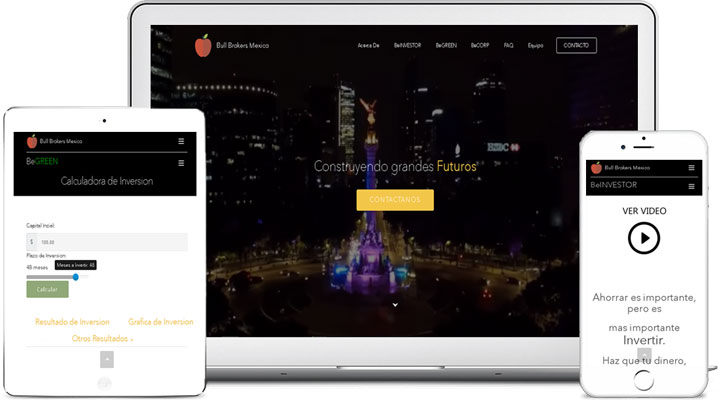 Bull Brokers Mexico
Acerca De BeINVESTOR BeGREEN BeCORP FAQ Equipo CONTACTO
HSBC
Construyendo grandes Futuros
CONTACTANOS
Bull Brokers Mexico
BeGREEN
Calculadora de Inversion
Capital Inicial:
$ 100.00
Plazo de Inversion
48 meses Meses a Invertir: 48
Calcular
Resultado de Inversion Grafica de Inversion
Otros Resultados
Bull Brokers Mexico
BeINVESTOR
VER VIDEO
Ahorrar es importante,
pero es
mas importante
Invertir.
Haz que tu dinero,